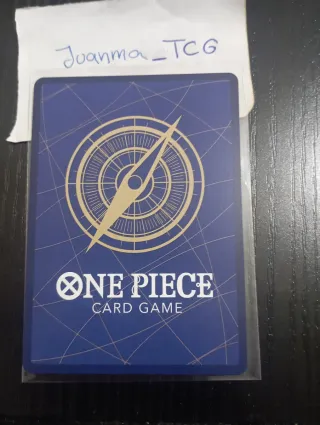 Juanma_TCG
ONE PIECE
CARD GAME